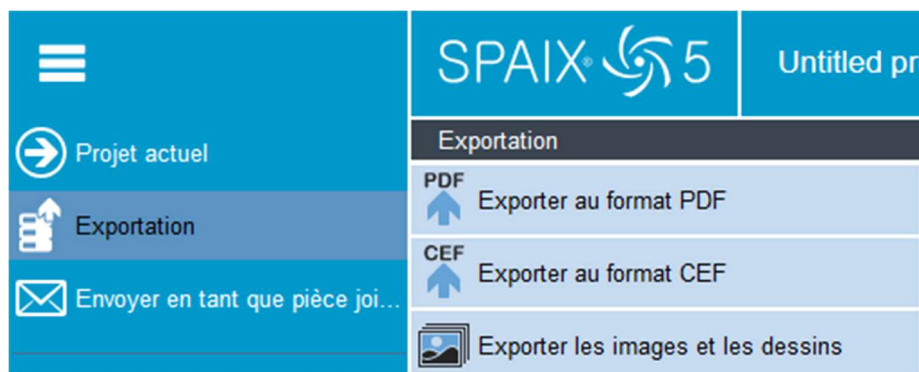 SPAIX® 5
Untitled pr
Projet actuel
Exportation
Envoyer en tant que pièce joi...
Exportation
PDF
Exporter au format PDF
CEF
Exporter au format CEF
Exporter les images et les dessins